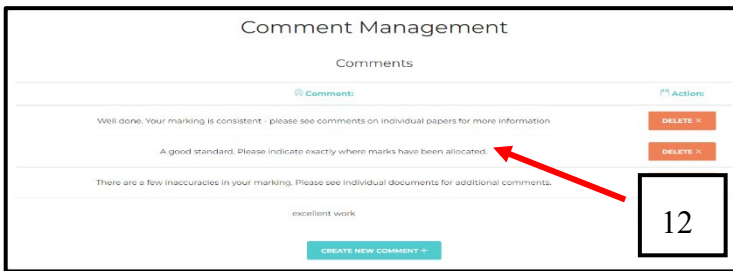 Comment Management
Comments
Comment: Action:
Well done. Your marking is consistent - please see comments on individual papers for more information DELETE ×
A good standard. Please indicate exactly where marks have been allocated. DELETE ×
There are a few inaccuracies in your marking. Please see individual documents for additional comments.
excellent work
12
CREATE NEW COMMENT +